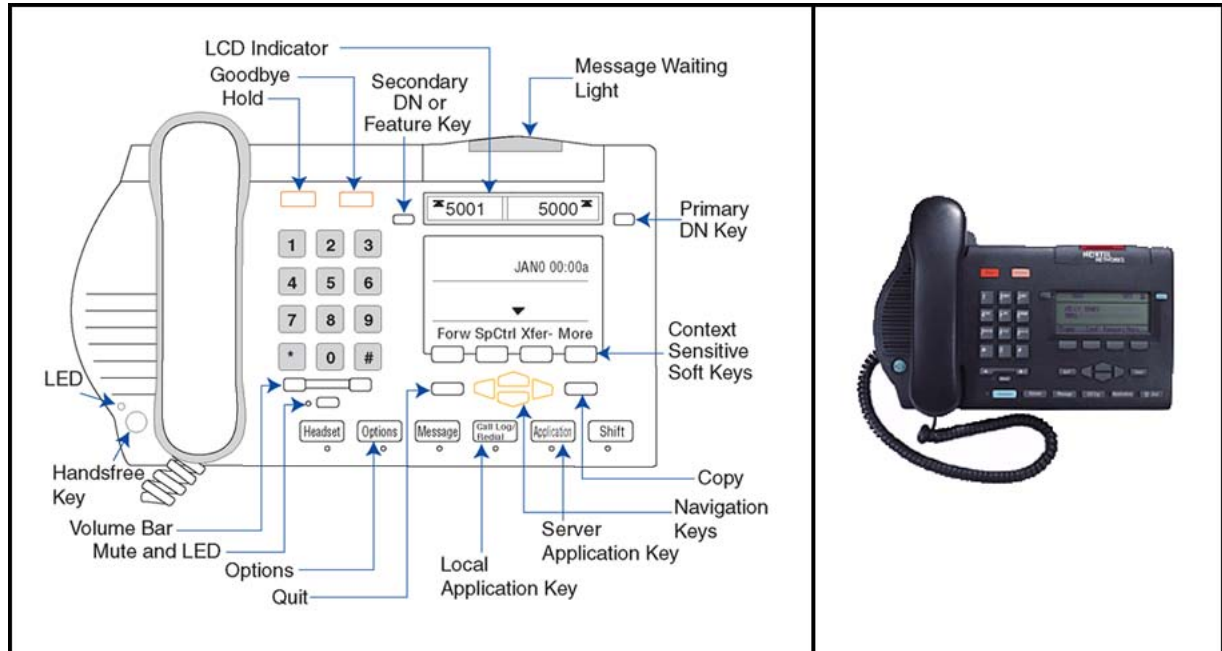 LCD Indicator
Goodbye
Hold
Secondary
DN or
Feature Key
Message Waiting
Light
5001 5000
Primary
DN Key
1 2 3
4 5 6
7 8 9
* 0 #
JAN0 00:00a
Forw SpCtrl Xfer- More
Context
Sensitive
Soft Keys
LED
Headset Options Message Call Log/
Redial Application Shift
Handsfree
Key
Volume Bar
Mute and LED
Options
Quit
Local
Application Key
Server
Application Key
Navigation
Keys
Copy
NORTEL
NETWORKS